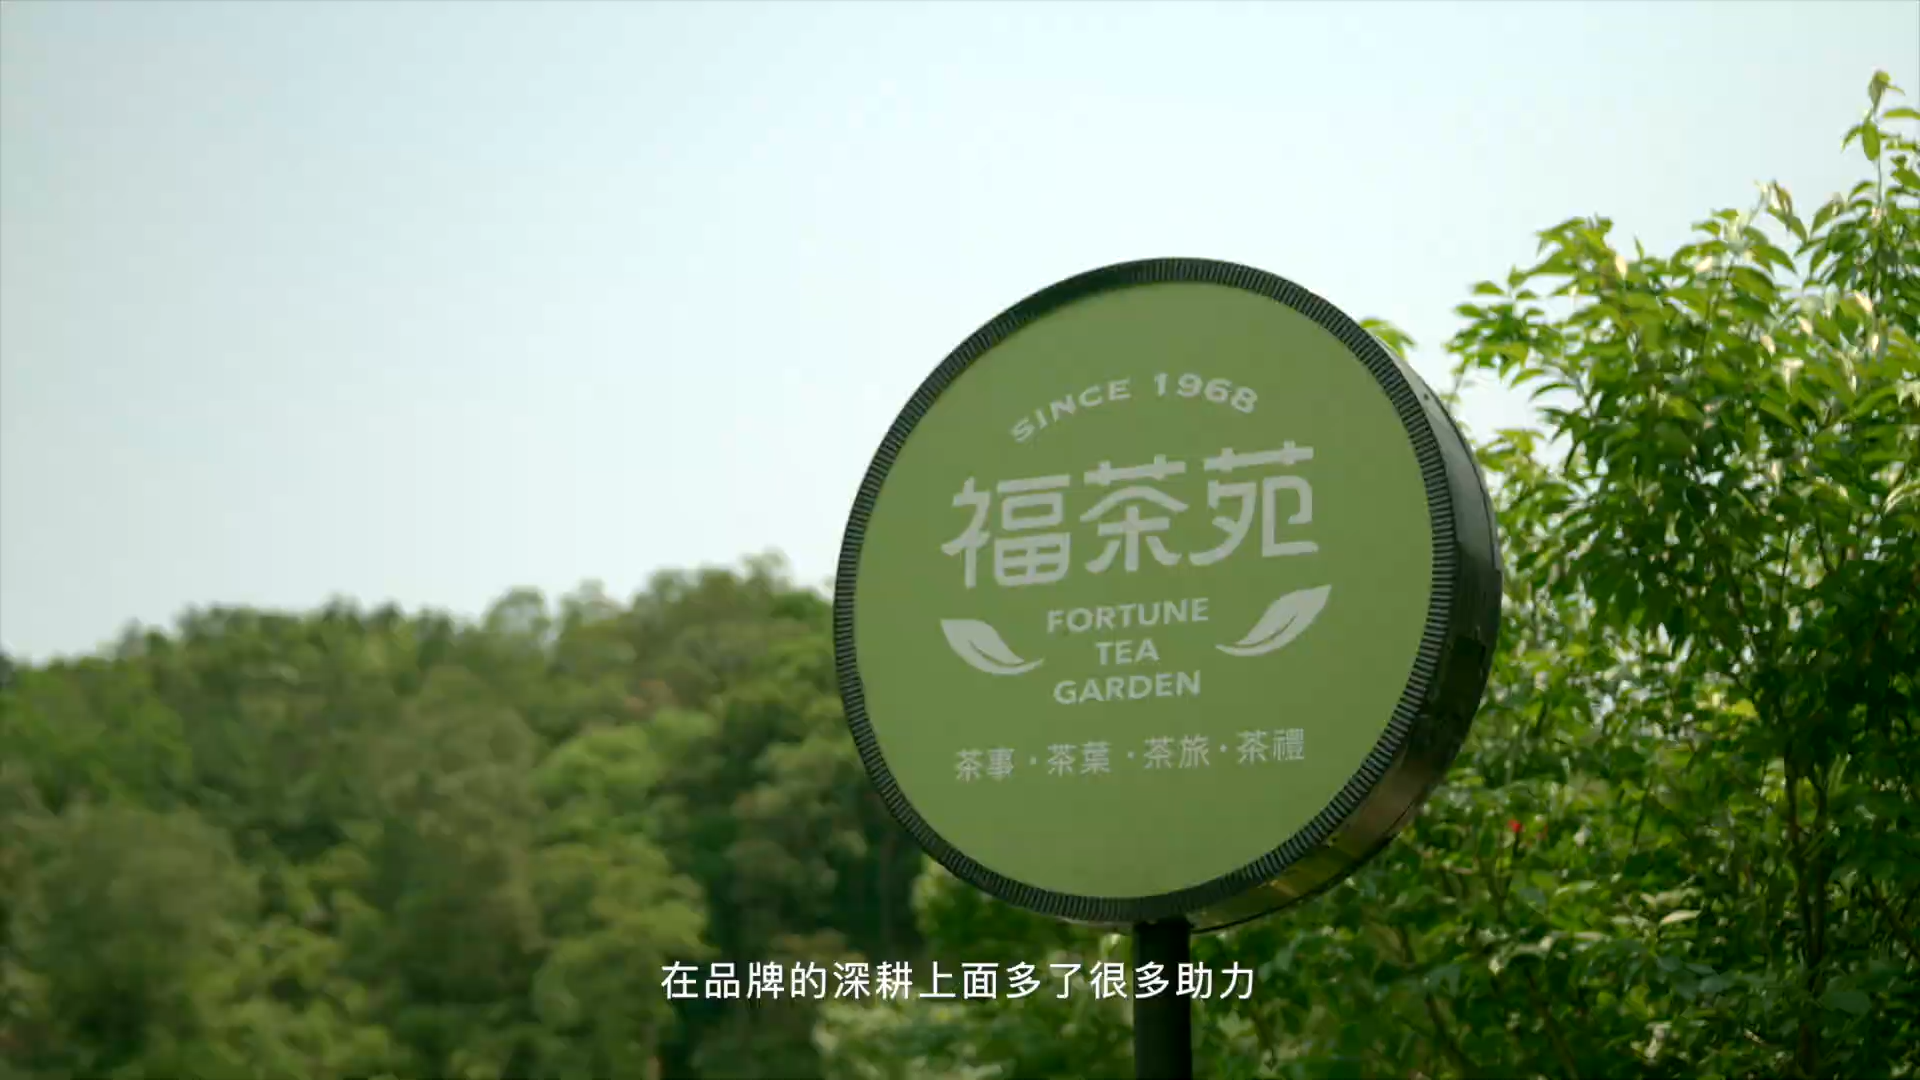 SINCE 1968
福茶苑
FORTUNE
TEA
GARDEN
茶事·茶葉·茶旅·茶禮
在品牌的深耕上面多了很多助力